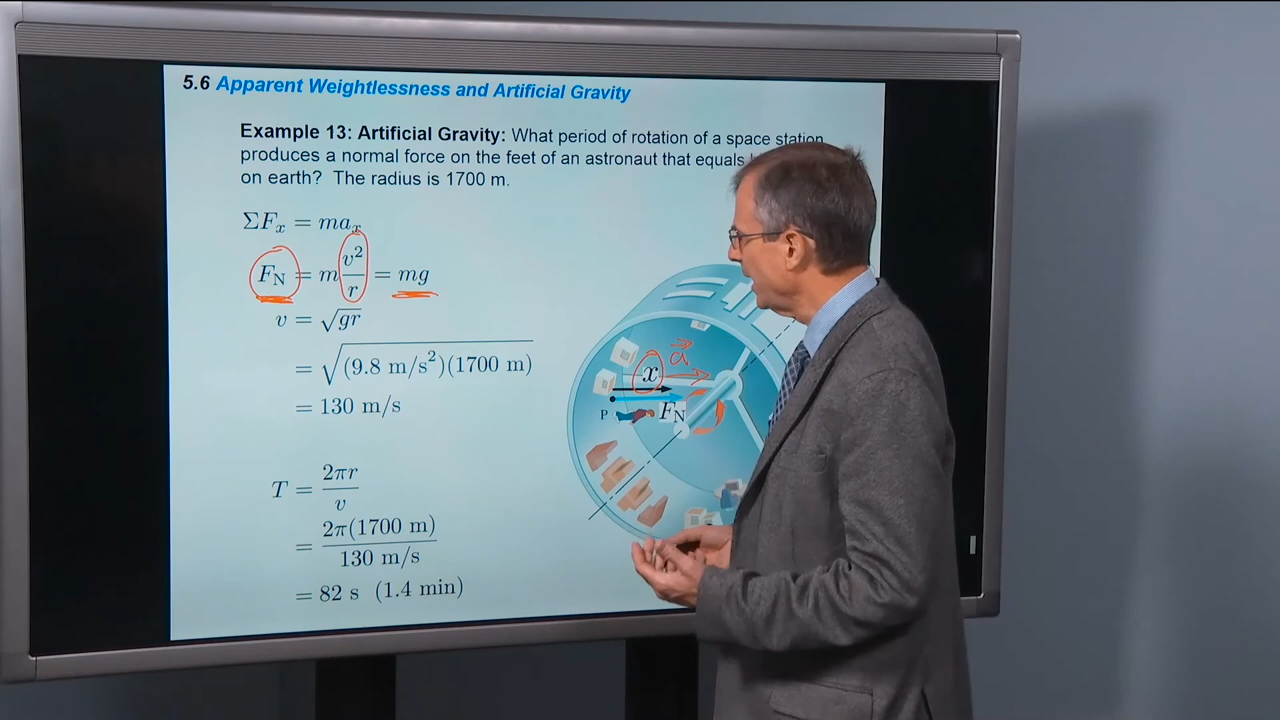 5.6 Apparent Weightlessness and Artificial Gravity
Example 13: Artificial Gravity: What period of rotation of a space station
produces a normal force on the feet of an astronaut that equals
on earth? The radius is 1700 m.
ΣFₓ = maₓ
F_N = m v²/r = mg
v = √gr
= √(9.8 m/s²)(1700 m)
= 130 m/s
T = 2πr/v
= 2π(1700 m)/130 m/s
= 82 s (1.4 min)
a⃗
x
P
F_N